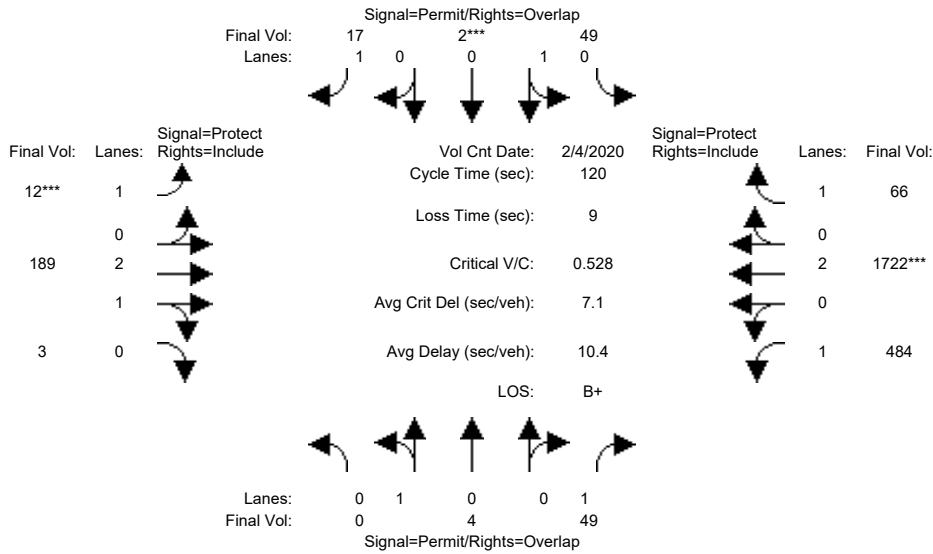 Signal=Permit/Rights=Overlap
Final Vol: 17 2*** 49
Lanes: 1 0 0 1 0
Signal=Protect
Final Vol: Lanes: Rights=Include
Vol Cnt Date: 2/4/2020
Signal=Protect
Rights=Include Lanes: Final Vol:
Cycle Time (sec): 120
12*** 1
1 66
Loss Time (sec): 9
0
0
189 2
Critical V/C: 0.528
2 1722***
1
Avg Crit Del (sec/veh): 7.1
0
3 0
Avg Delay (sec/veh): 10.4
1 484
LOS: B+
Lanes: 0 1 0 0 1
Final Vol: 0 4 49
Signal=Permit/Rights=Overlap